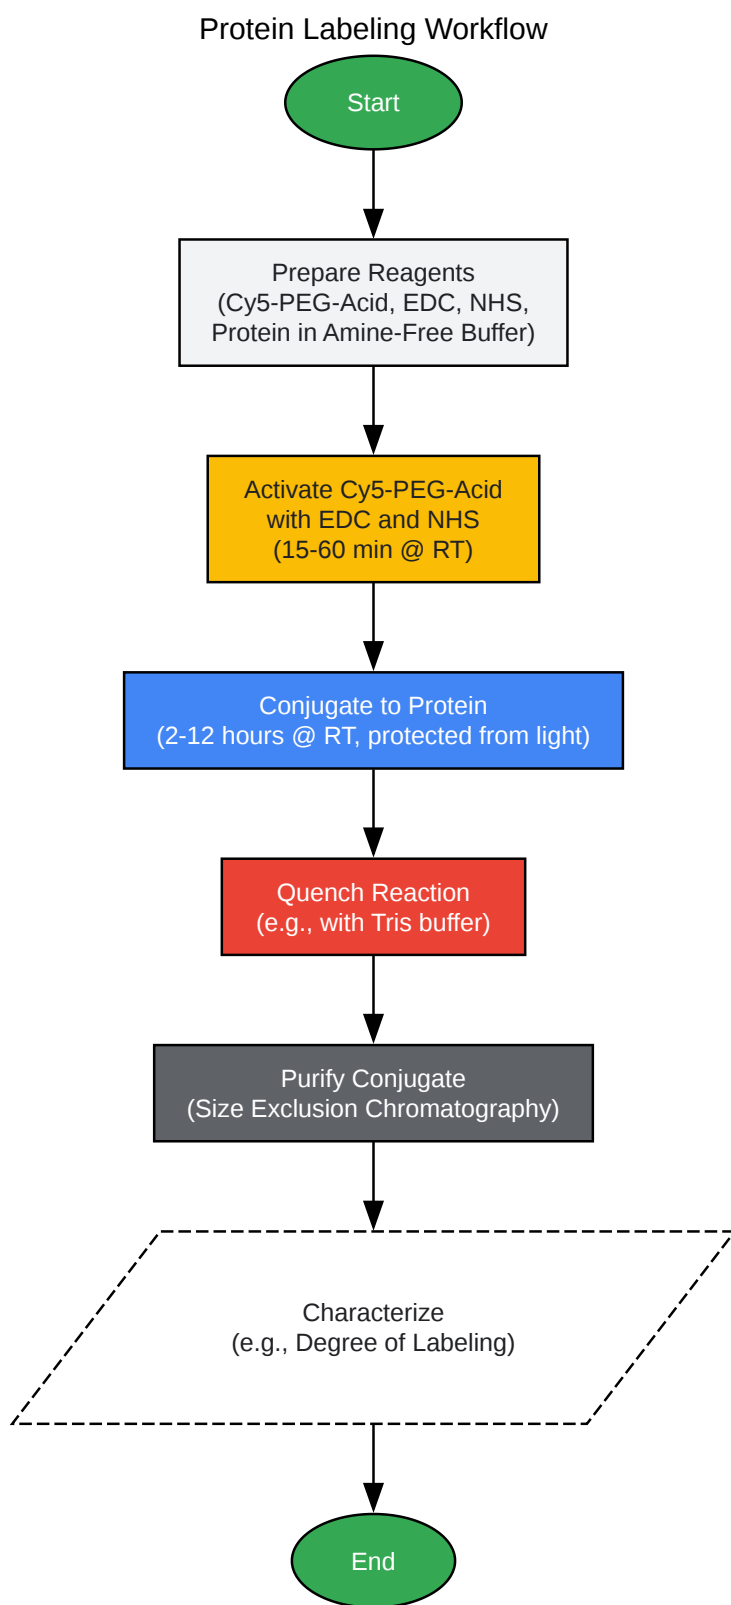 Protein Labeling Workflow
Start
Prepare Reagents
(Cy5-PEG-Acid, EDC, NHS,
Protein in Amine-Free Buffer)
Activate Cy5-PEG-Acid
with EDC and NHS
(15-60 min @ RT)
Conjugate to Protein
(2-12 hours @ RT, protected from light)
Quench Reaction
(e.g., with Tris buffer)
Purify Conjugate
(Size Exclusion Chromatography)
Characterize
(e.g., Degree of Labeling)
End